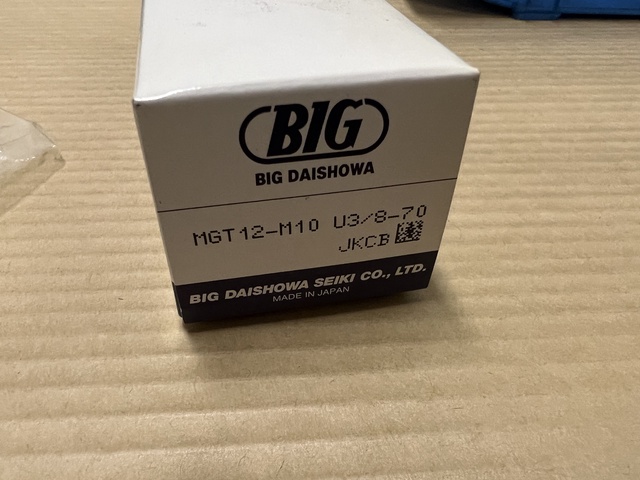 BIG
BIG DAISHOWA
MGT12-M10 U3/8-70
JKCB
BIG DAISHOWA SEIKI CO., LTD.
MADE IN JAPAN